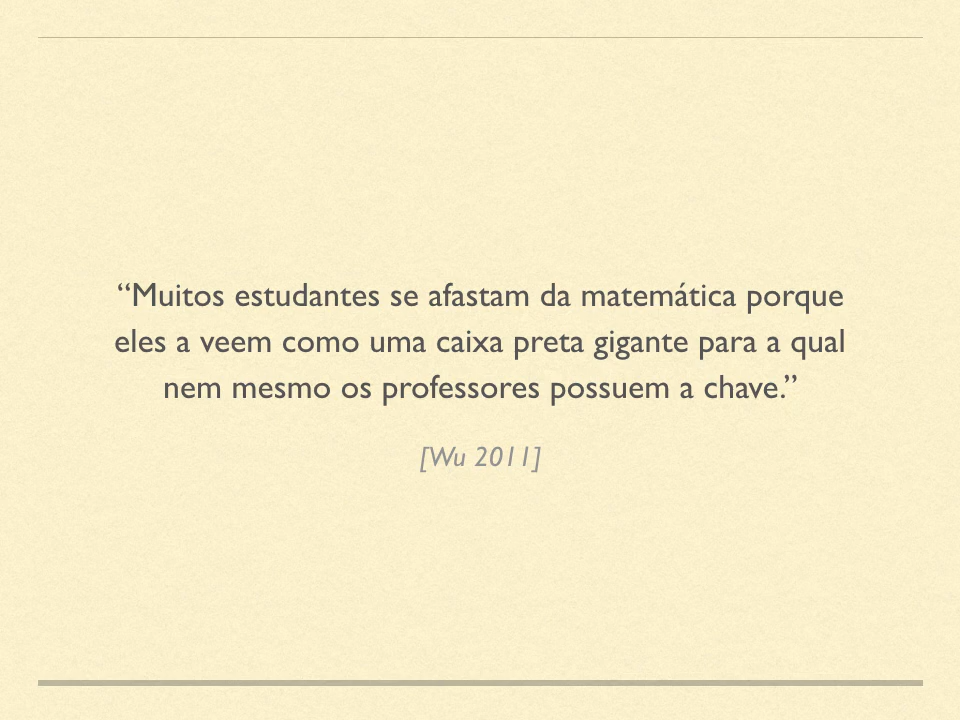 “Muitos estudantes se afastam da matemática porque
eles a veem como uma caixa preta gigante para a qual
nem mesmo os professores possuem a chave.”
[Wu 2011]